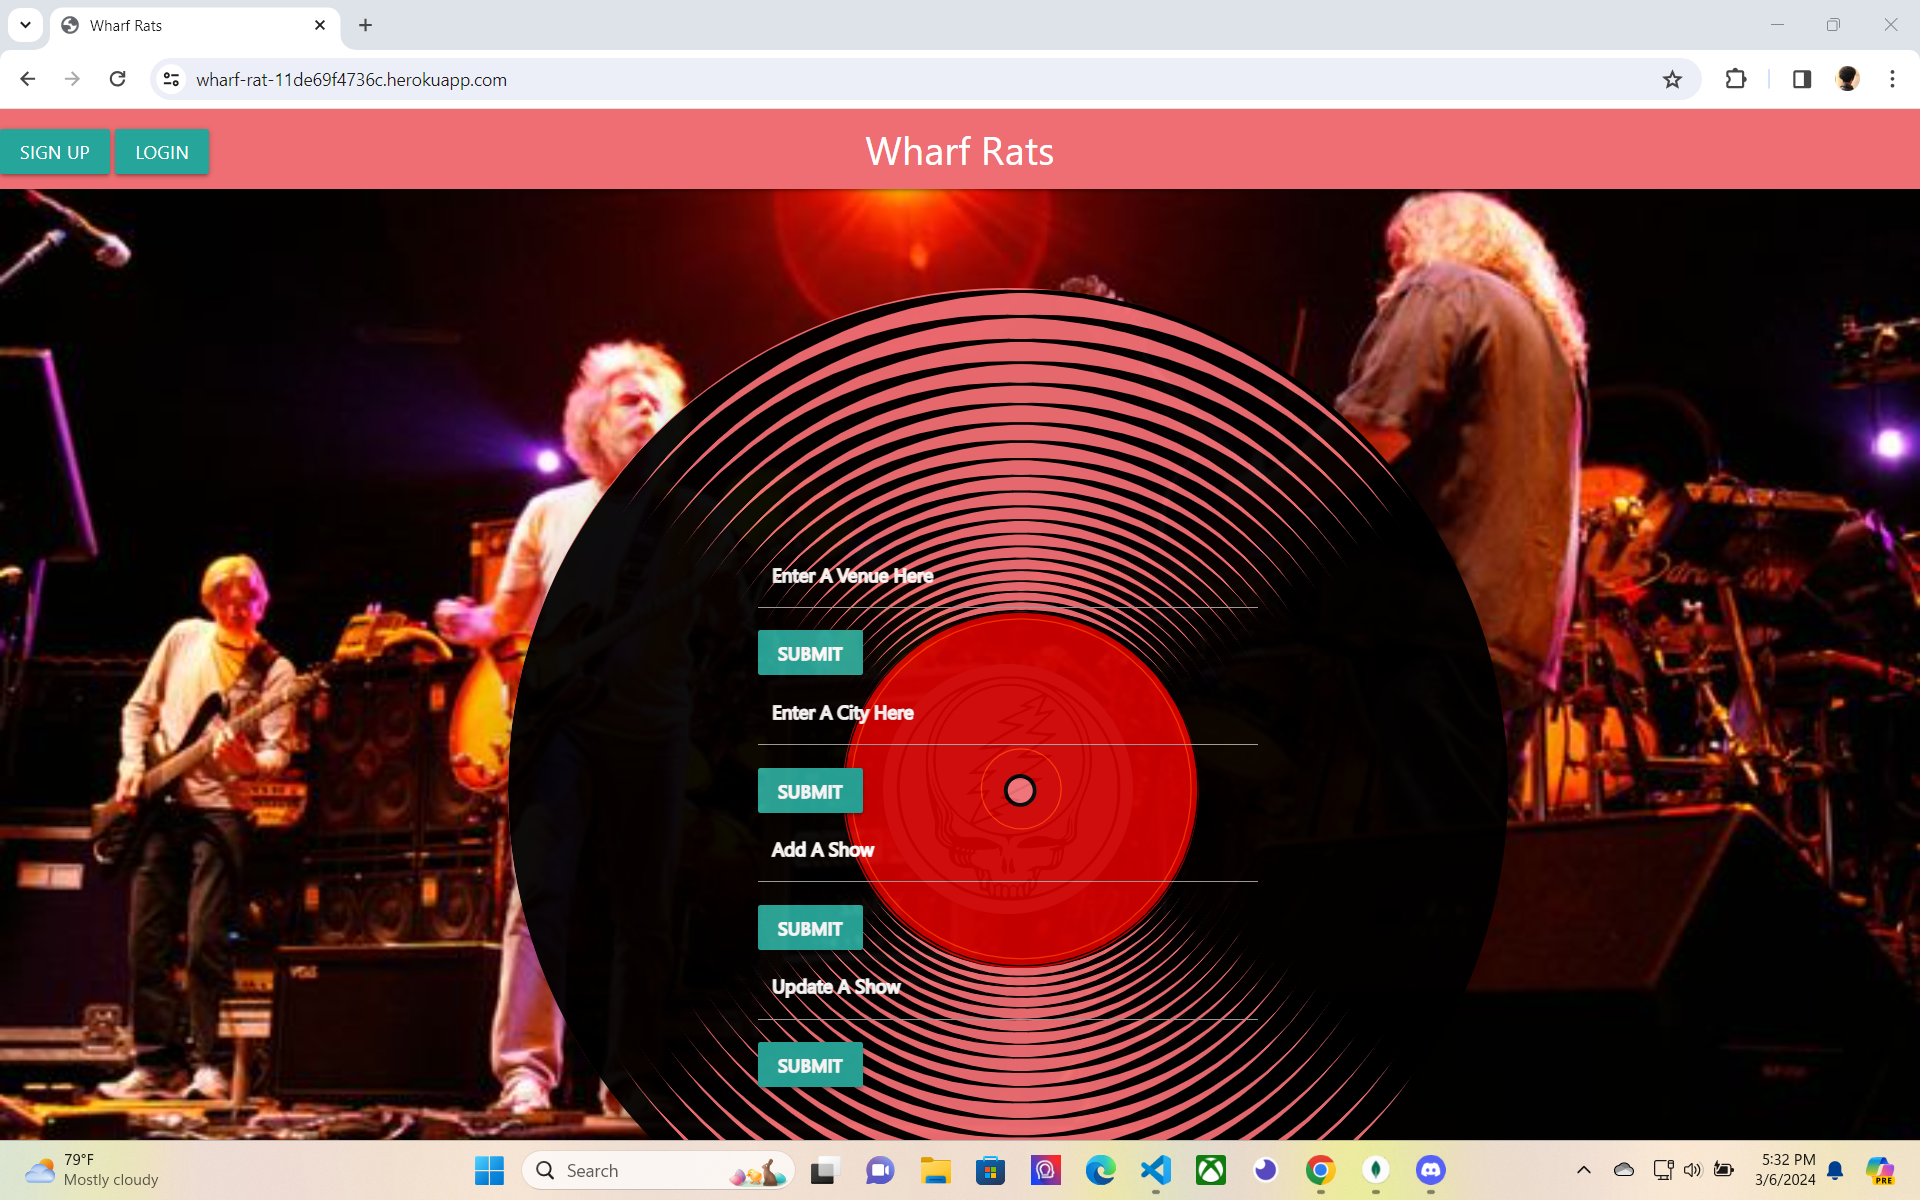 Wharf Rats
wharf-rat-11de69f4736c.herokuapp.com
SIGN UP
LOGIN
Wharf Rats
Enter A Venue Here
SUBMIT
Enter A City Here
SUBMIT
Add A Show
SUBMIT
Update A Show
SUBMIT
79°F
Mostly cloudy
Search
5:32 PM
3/6/2024
PRE